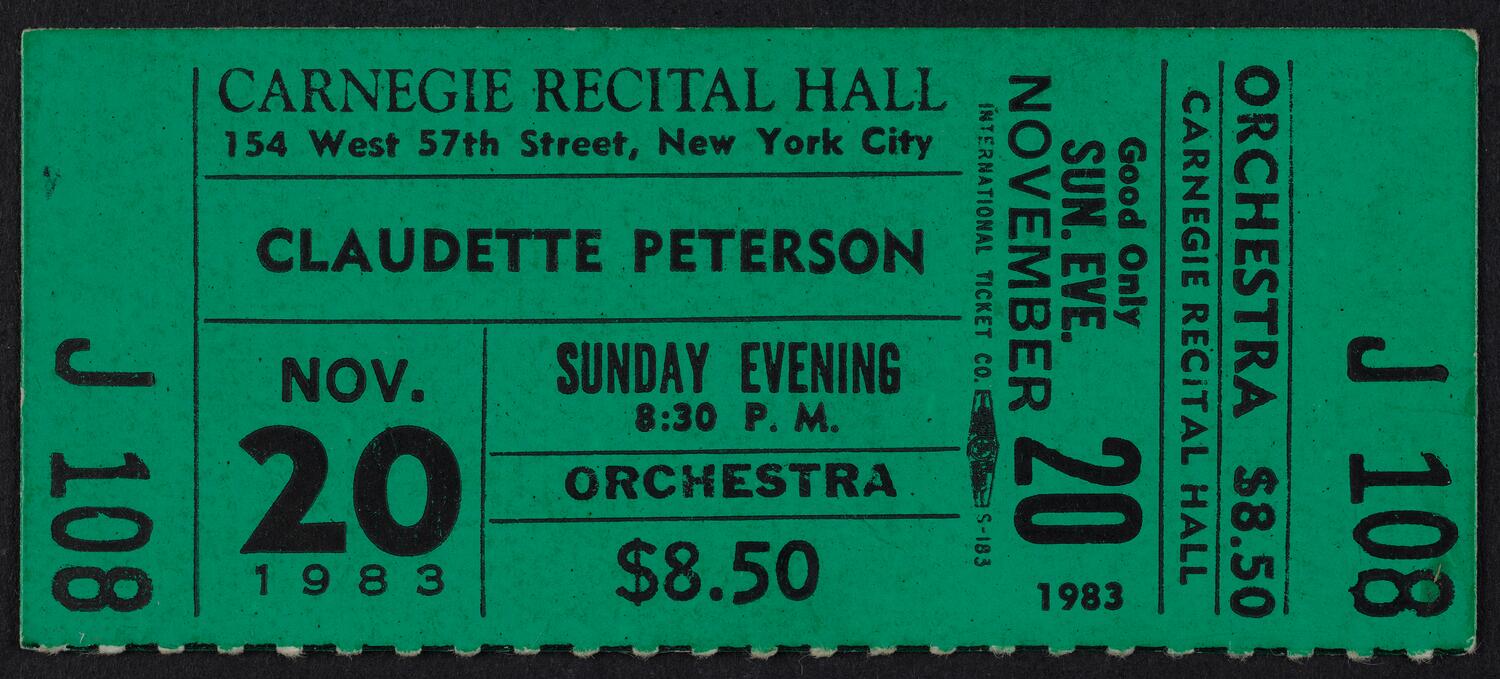 J 108
CARNEGIE RECITAL HALL
154 West 57th Street, New York City
CLAUDETTE PETERSON
NOV.
20
1983
SUNDAY EVENING
8:30 P. M.
ORCHESTRA
$8.50
INTERNATIONAL TICKET CO. S-183
Good Only
SUN. EVE.
NOVEMBER 20
1983
ORCHESTRA $8.50
CARNEGIE RECITAL HALL
J 108